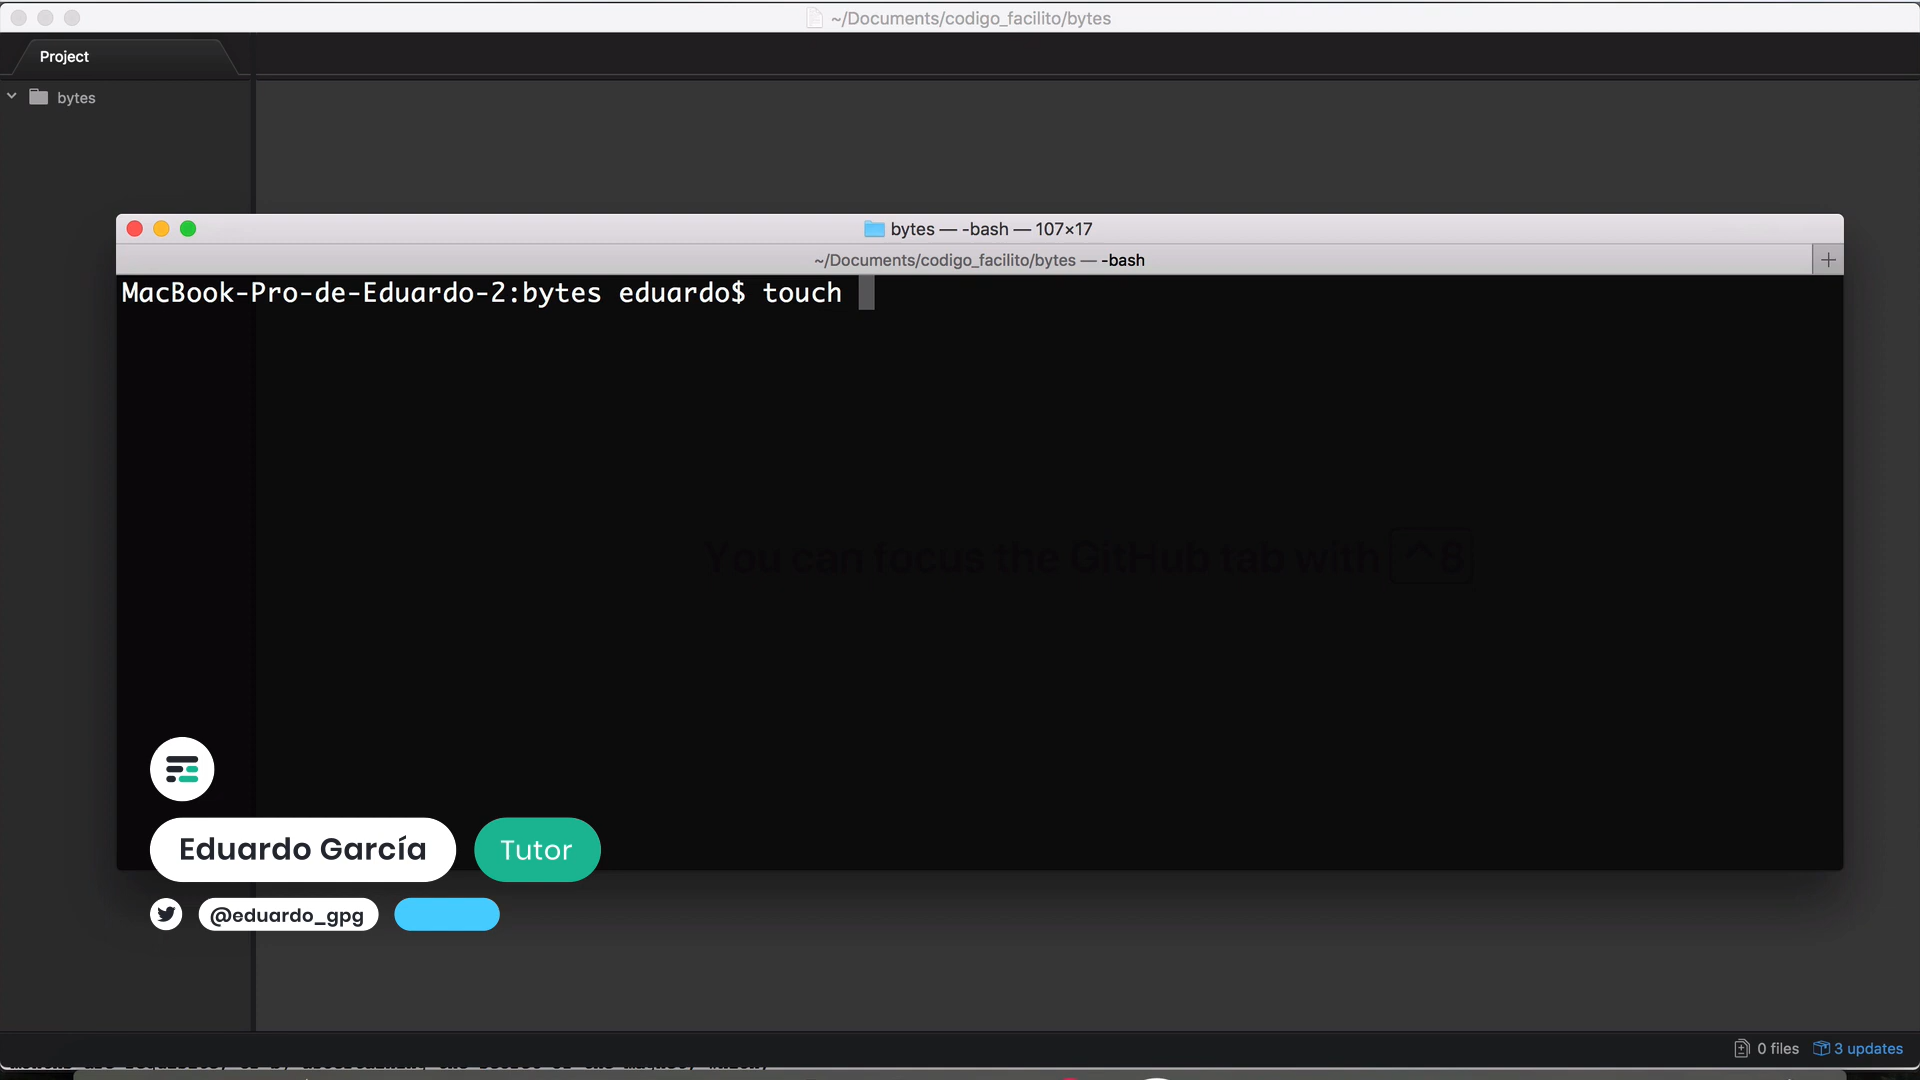 ~/Documents/codigo_facilito/bytes
Project
bytes
bytes — -bash — 107×17
~/Documents/codigo_facilito/bytes — -bash
MacBook-Pro-de-Eduardo-2:bytes eduardo$ touch
You can focus the GitHub tab with ^8
Eduardo García
Tutor
@eduardo_gpg
0 files
3 updates